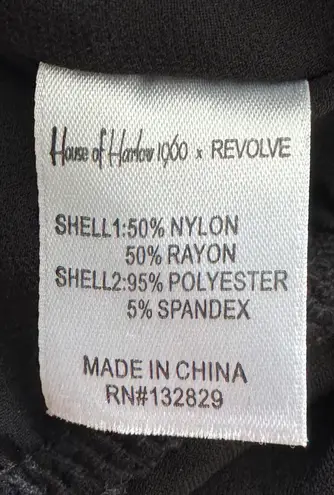 House of Harlow 1960 x REVOLVE
SHELL1:50% NYLON
50% RAYON
SHELL2:95% POLYESTER
5% SPANDEX
MADE IN CHINA
RN#132829